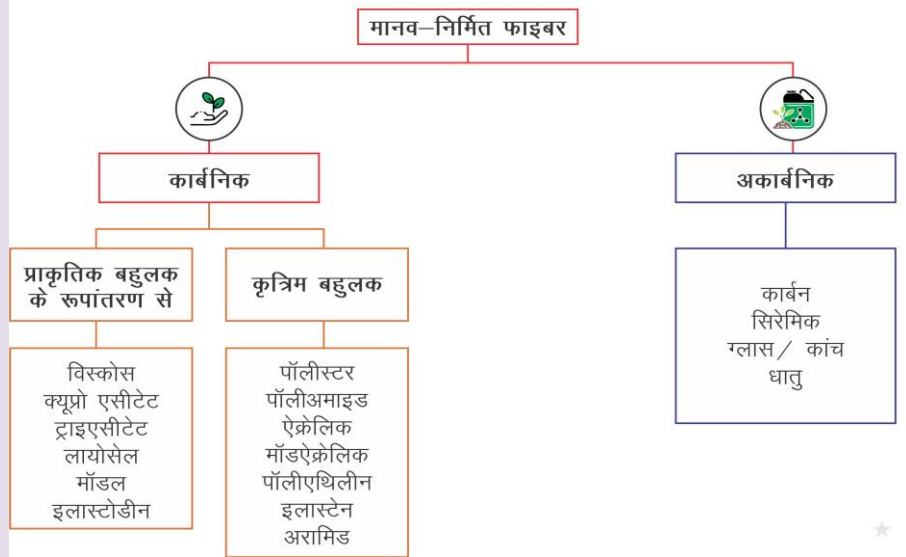 मानव–निर्मित फाइबर
कार्बनिक
अकार्बनिक
प्राकृतिक बहुलक
के रूपांतरण से
कृत्रिम बहुलक
विस्कोस
क्यूप्रो एसीटेट
ट्राइएसीटेट
लायोसेल
मॉडल
इलास्टोडीन
पॉलीस्टर
पॉलीअमाइड
ऐक्रेलिक
मॉडऐक्रेलिक
पॉलीएथिलीन
इलास्टेन
अरामिड
कार्बन
सिरेमिक
ग्लास / कांच
धातु